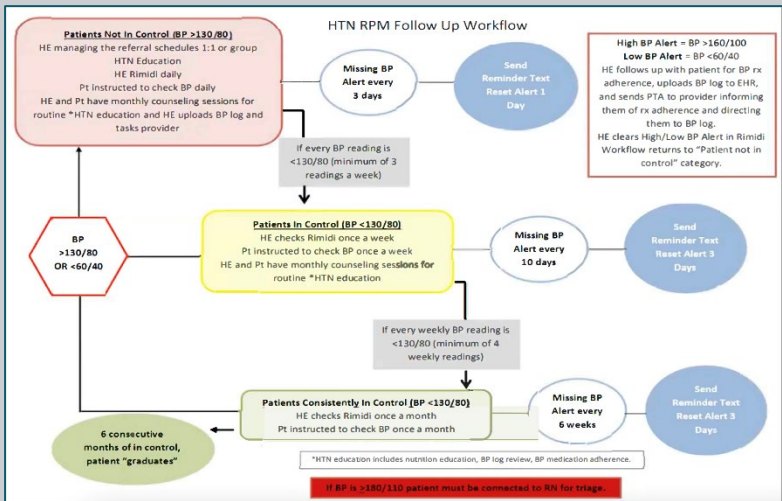 HTN RPM Follow Up Workflow
Patients Not In Control (BP >130/80)
HE managing the referral schedules 1:1 or group
HTN Education
HE Rimidi daily
Pt instructed to check BP daily
HE and Pt have monthly counseling sessions for
routine *HTN education and HE uploads BP log and
tasks provider
Missing BP
Alert every
3 days
Send
Reminder Text
Reset Alert 1
Day
High BP Alert = BP >160/100
Low BP Alert = BP <60/40
HE follows up with patient for BP rx
adherence, uploads BP log to EHR,
and sends PTA to provider informing
them of rx adherence and directing
them to BP log.
HE clears High/Low BP Alert in Rimidi
Workflow returns to "Patient not in
control" category.
If every BP reading is
<130/80 (minimum of 3
readings a week)
BP
>130/80
OR <60/40
Patients In Control (BP <130/80)
HE checks Rimidi once a week
Pt instructed to check BP once a week
HE and Pt have monthly counseling sessions for
routine *HTN education
Missing BP
Alert every
10 days
Send
Reminder Text
Reset Alert 3
Days
If every weekly BP reading is
<130/80 (minimum of 4
weekly readings)
Patients Consistently In Control (BP <130/80)
HE checks Rimidi once a month
Pt instructed to check BP once a month
Missing BP
Alert every
6 weeks
Send
Reminder Text
Reset Alert 3
Days
6 consecutive
months of in control,
patient "graduates"
*HTN education includes nutrition education, BP log review, BP medication adherence.
If BP is >180/110 patient must be connected to RN for triage.